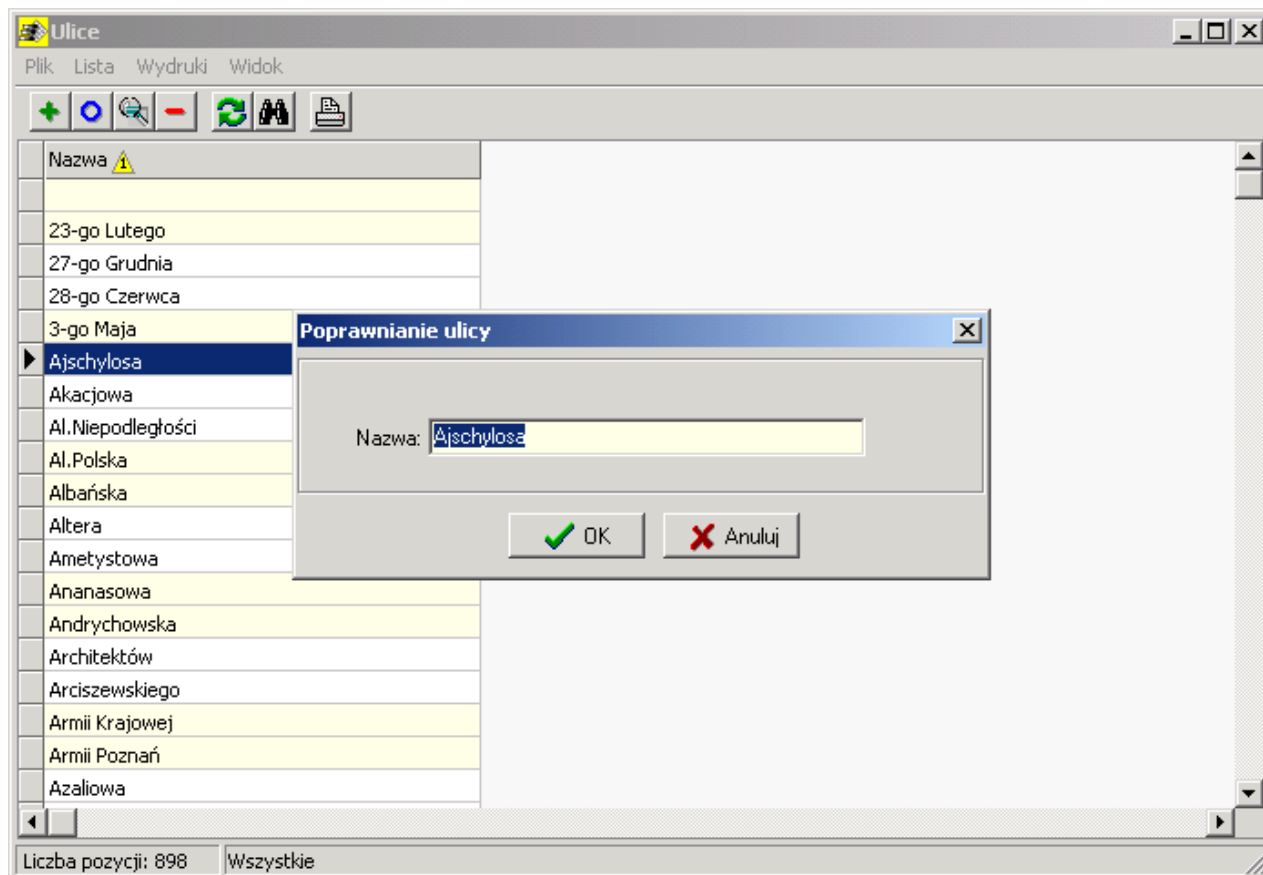 Ulice
Plik Lista Wydruki Widok
Nazwa 1
23-go Lutego
27-go Grudnia
28-go Czerwca
3-go Maja
Ajschylosa
Akacjowa
Al.Niepodległości
Al.Polska
Albańska
Altera
Ametystowa
Ananasowa
Andrychowska
Architektów
Arciszewskiego
Armii Krajowej
Armii Poznań
Azaliowa
Poprawnianie ulicy
Nazwa: Ajschylosa
OK Anuluj
Liczba pozycji: 898 Wszystkie